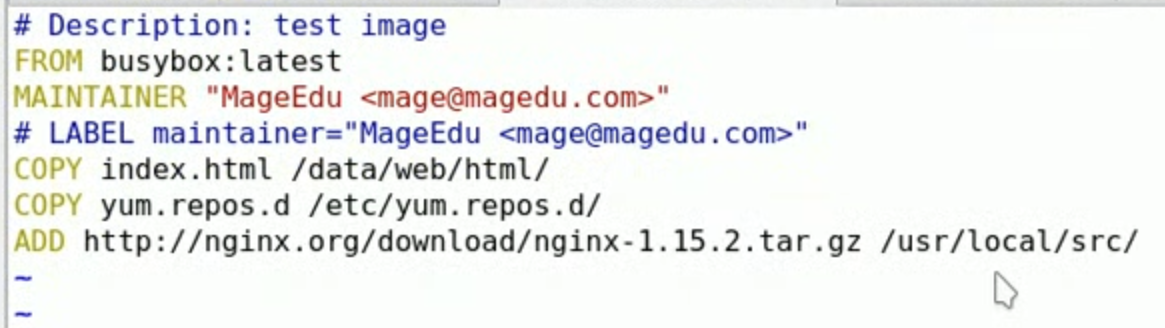 # Description: test image
FROM busybox:latest
MAINTAINER "MageEdu <mage@magedu.com>"
# LABEL maintainer="MageEdu <mage@magedu.com>"
COPY index.html /data/web/html/
COPY yum.repos.d /etc/yum.repos.d/
ADD http://nginx.org/download/nginx-1.15.2.tar.gz /usr/local/src/
~
~